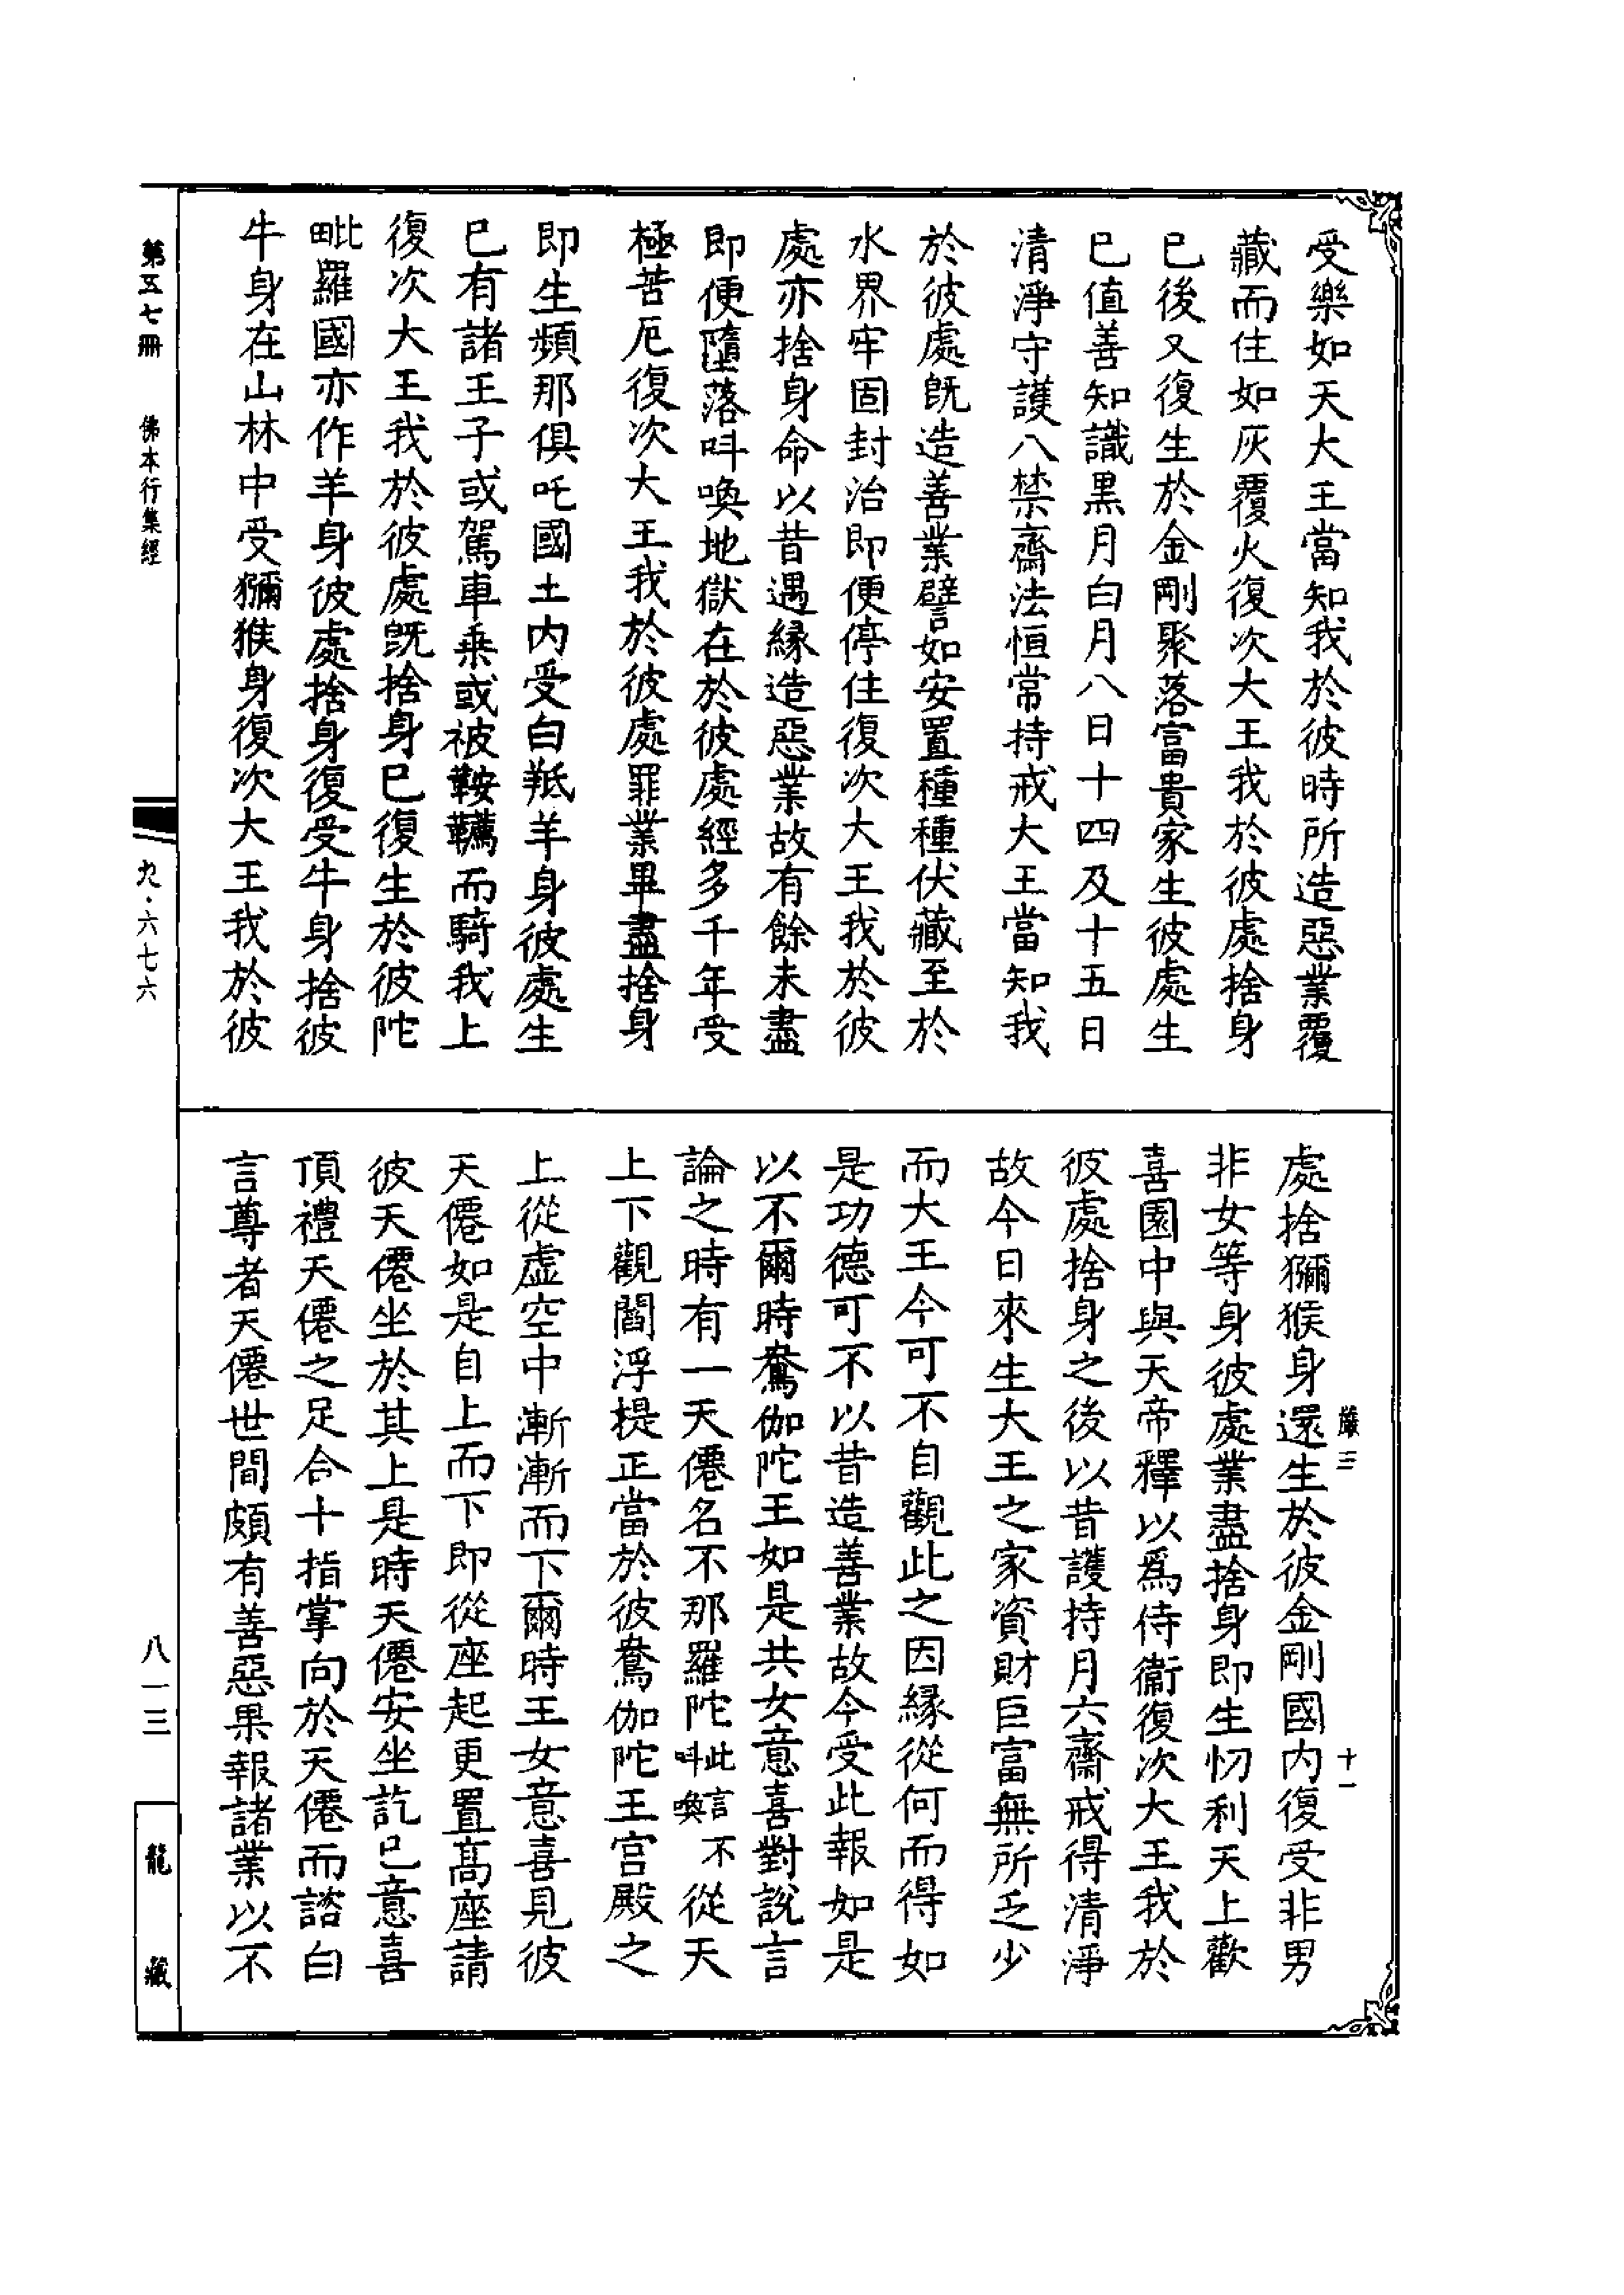 受樂如天大王當知我於彼時所造惡業覆
藏而住如灰覆火復次大王我於彼處捨身
已後又復生於金剛聚落富貴家生彼處生
已值善知識黑月白月八日十四及十五日
清淨守護八禁齋法恒常持戒大王當知我
於彼處旣造善業譬如安置種種伏藏至於
水界牢固封治即便停住復次大王我於彼
處亦捨身命以昔遇緣造惡業故有餘未盡
即便墮落叫喚地獄在於彼處經多千年受
極苦厄復次大王我於彼處罪業畢盡捨身
即生頻那俱吒國土内受白羝羊身彼處生
已有諸王子或駕車乗或被鞍韉而騎我上
復次大王我於彼處旣捨身已復生於彼陀
毗羅國亦作羊身彼處捨身復受牛身捨彼
牛身在山林中受獼猴身復次大王我於彼
處捨獼猴身還生於彼金剛國内復受非男
非女等身彼處業盡捨身即生忉利天上歡
喜園中與天帝釋以爲侍衞復次大王我於
彼處捨身之後以昔護持月六齋戒得清淨
故今日來生大王之家資財巨富無所乏少
而大王今可不自觀此之因緣從何而得如
是功德可不以昔造善業故今受此報如是
以不爾時鴦伽陀王如是共女意喜對說言
論之時有一天僊名不那羅陀此言不叫喚從天
上下觀閻浮提正當於彼鴦伽陀王宫殿之
上從虛空中漸漸而下爾時王女意喜見彼
天僊如是自上而下即從座起更置高座請
彼天僊坐於其上是時天僊安坐訖已意喜
頂禮天僊之足合十指掌向於天僊而諮白
言尊者天僊世間頗有善惡果報諸業以不
三
十一
第五七冊
佛本行集經
九·六七六
八一三
龍藏